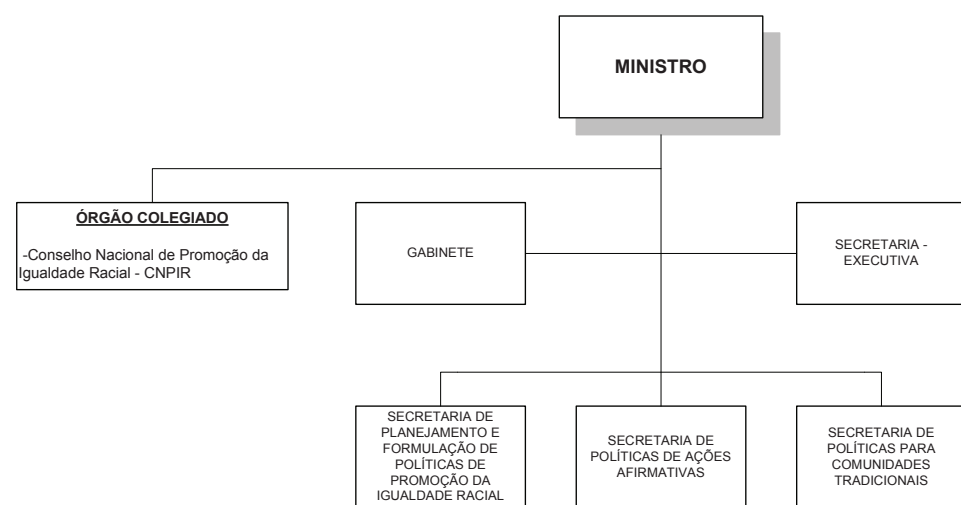 MINISTRO
ÓRGÃO COLEGIADO
-Conselho Nacional de Promoção da
Igualdade Racial - CNPIR
GABINETE
SECRETARIA -
EXECUTIVA
SECRETARIA DE
PLANEJAMENTO E
FORMULAÇÃO DE
POLÍTICAS DE
PROMOÇÃO DA
IGUALDADE RACIAL
SECRETARIA DE
POLÍTICAS DE AÇÕES
AFIRMATIVAS
SECRETARIA DE
POLÍTICAS PARA
COMUNIDADES
TRADICIONAIS